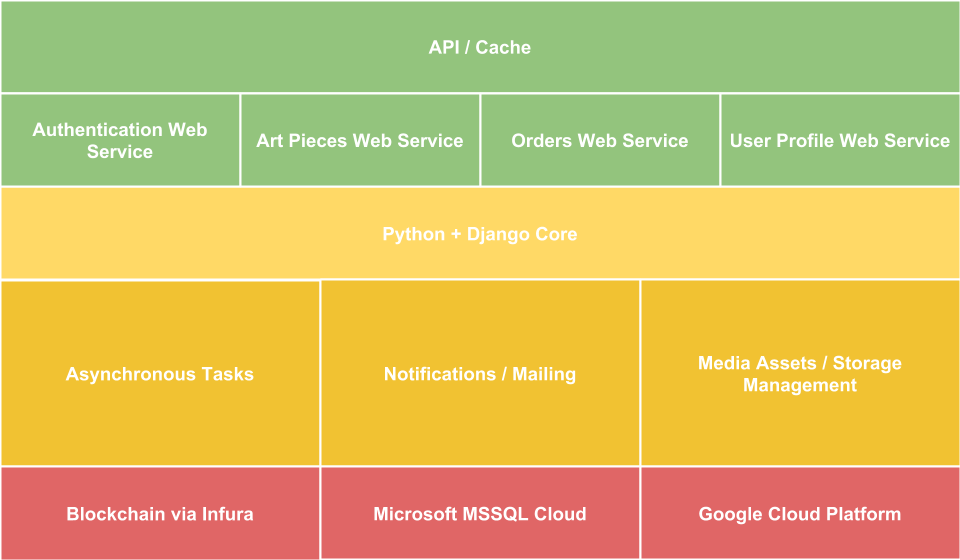 API / Cache
Authentication Web
Service
Art Pieces Web Service
Orders Web Service
User Profile Web Service
Python + Django Core
Asynchronous Tasks
Notifications / Mailing
Media Assets / Storage
Management
Blockchain via Infura
Microsoft MSSQL Cloud
Google Cloud Platform